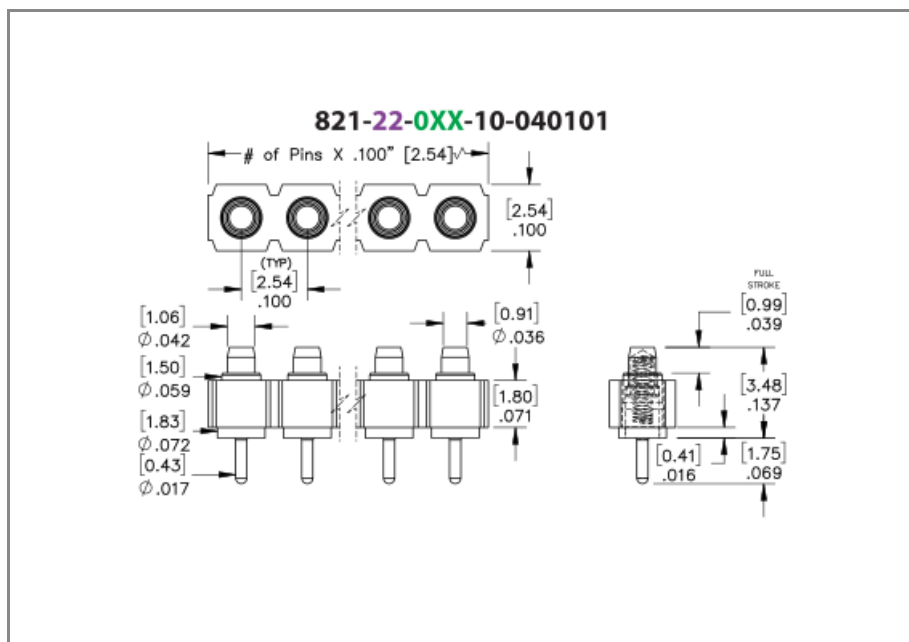 821-22-0XX-10-040101
# of Pins X .100" [2.54]
[2.54]
.100
(TYP)
[2.54]
.100
FULL
STROKE
[0.99]
.039
[1.06]
Ø.042
[0.91]
Ø.036
[1.50]
Ø.059
[1.80]
.071
[3.48]
.137
[1.83]
Ø.072
[0.43]
Ø.017
[0.41]
.016
[1.75]
.069